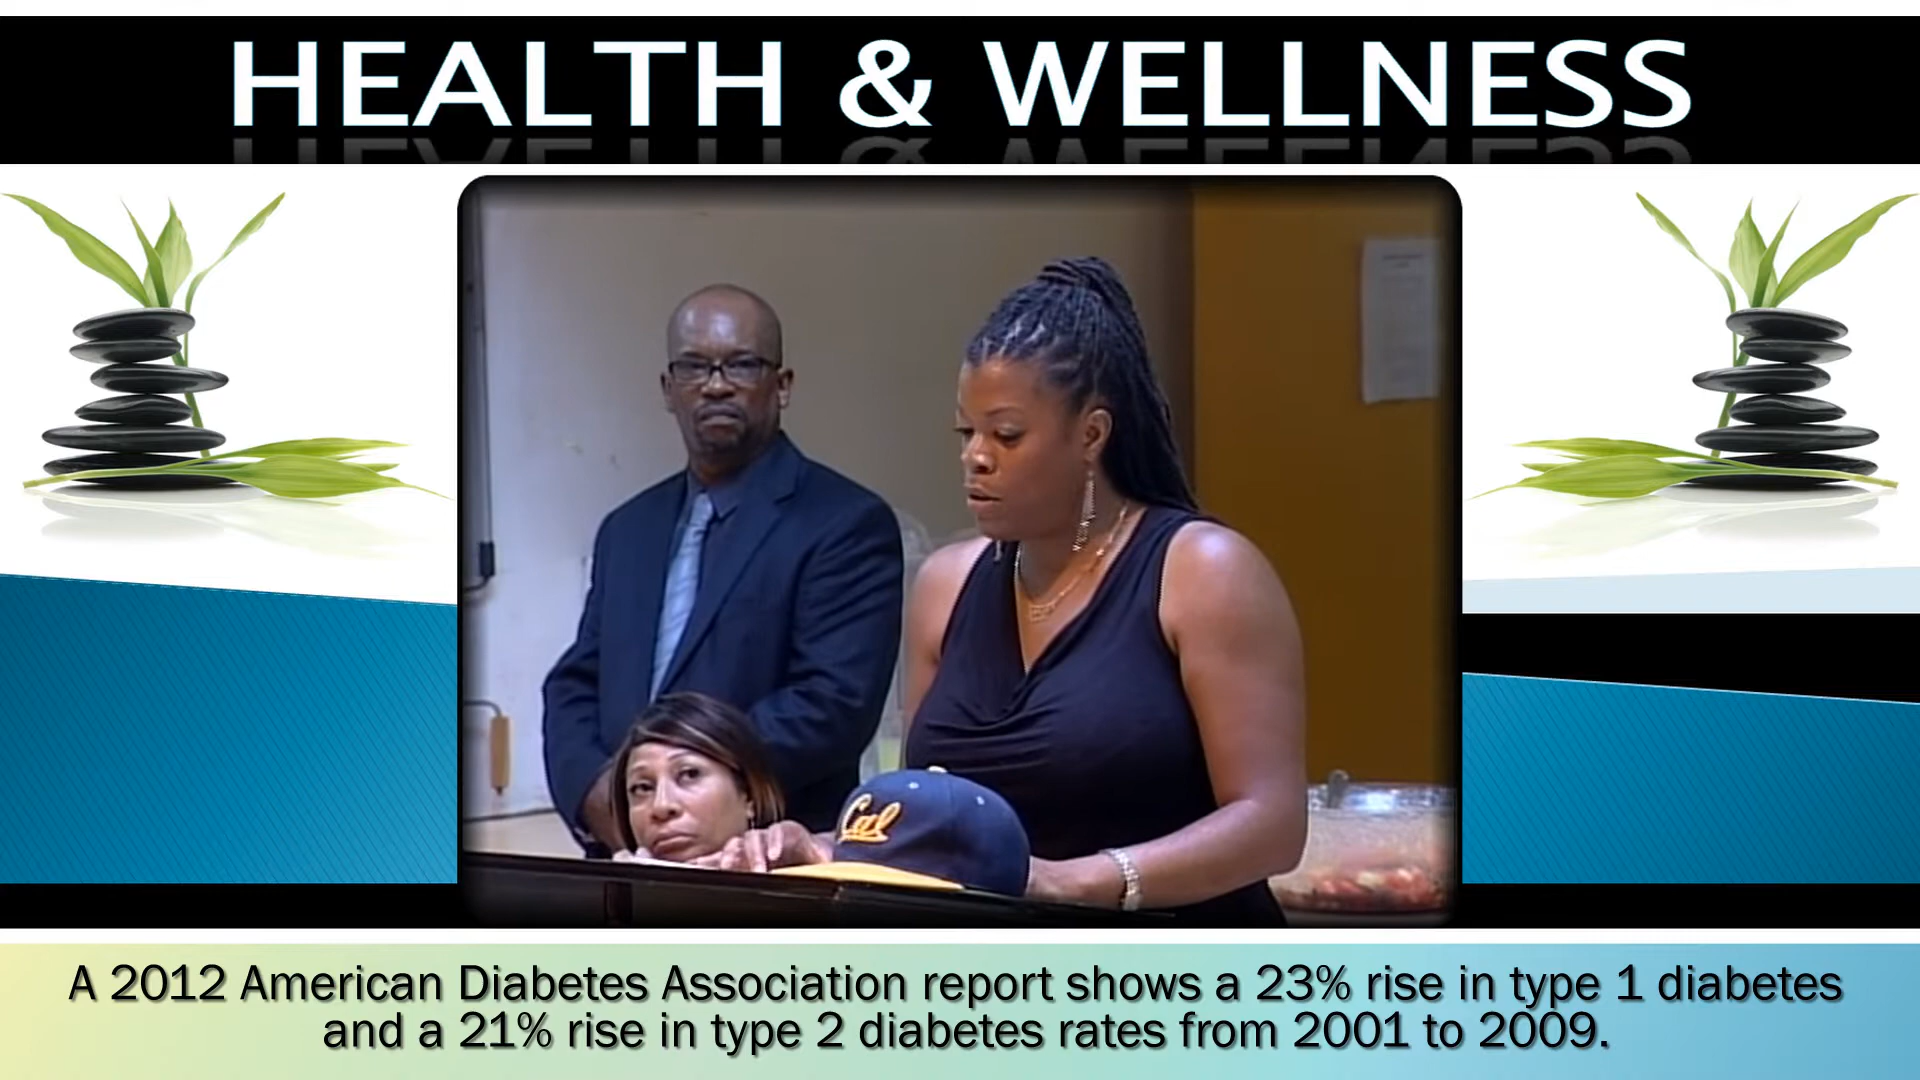 HEALTH & WELLNESS
Cal
A 2012 American Diabetes Association report shows a 23% rise in type 1 diabetes
and a 21% rise in type 2 diabetes rates from 2001 to 2009.